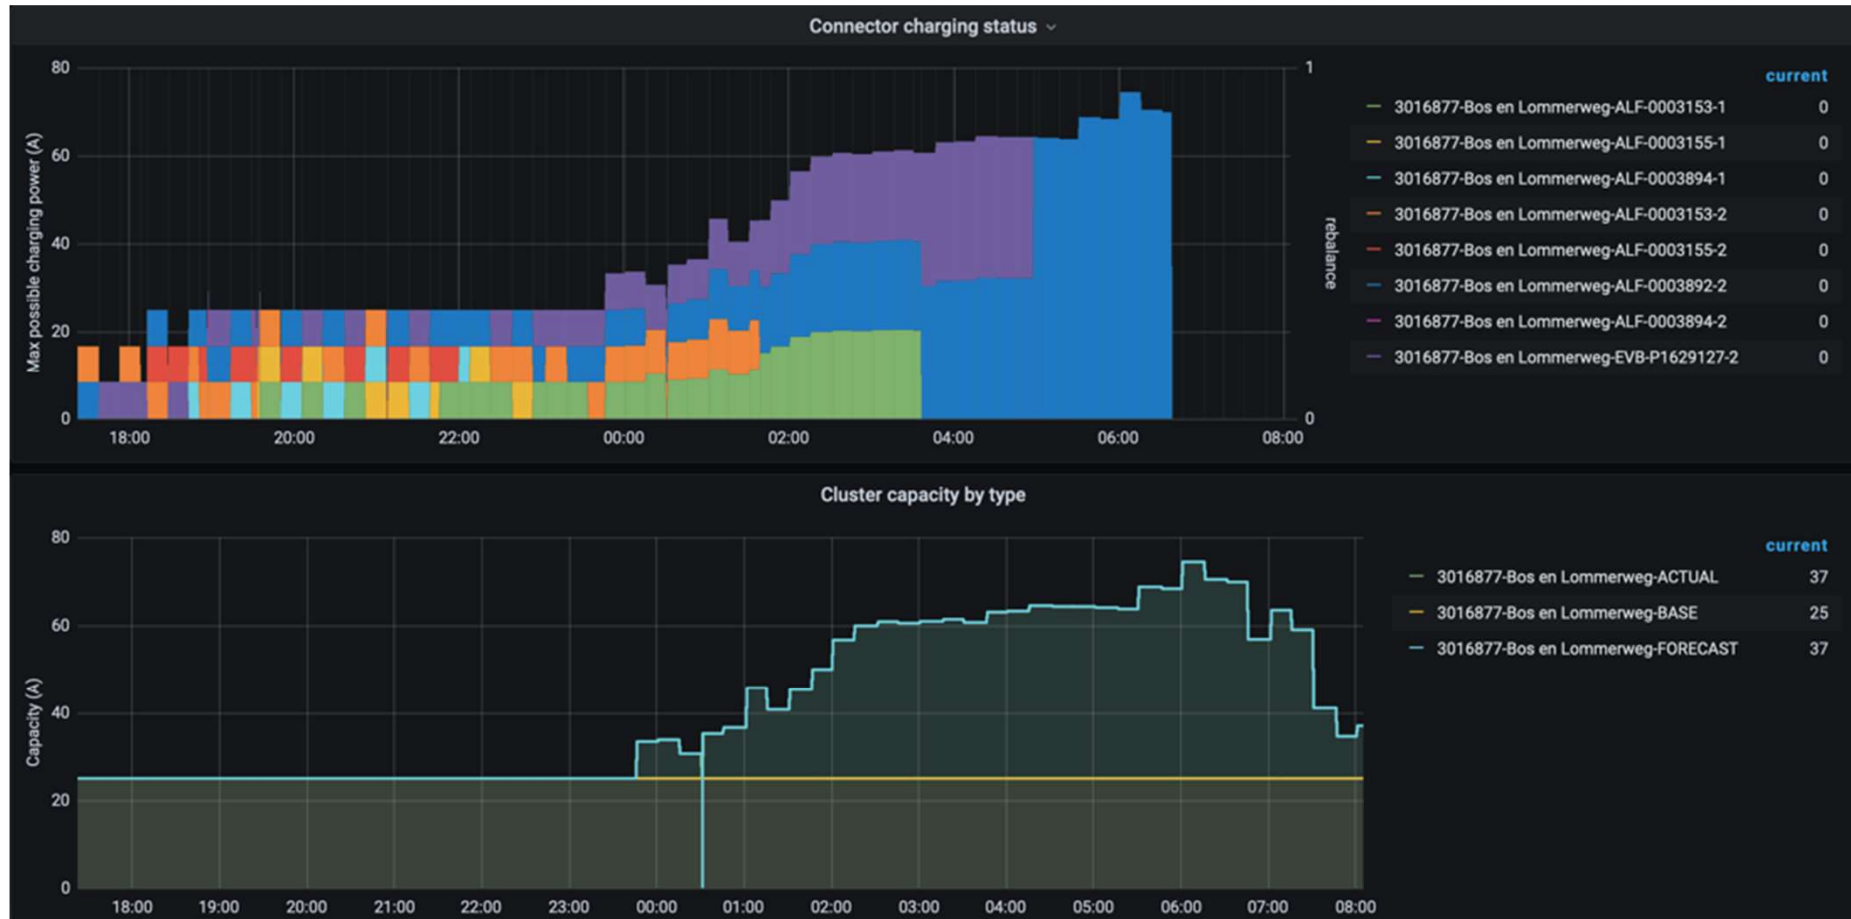 Connector charging status
80
60
40
20
0
Max possible charging power (A)
18:00 20:00 22:00 00:00 02:00 04:00 06:00 08:00
1
0
rebalance
current
3016877-Bos en Lommerweg-ALF-0003153-1 0
3016877-Bos en Lommerweg-ALF-0003155-1 0
3016877-Bos en Lommerweg-ALF-0003894-1 0
3016877-Bos en Lommerweg-ALF-0003153-2 0
3016877-Bos en Lommerweg-ALF-0003155-2 0
3016877-Bos en Lommerweg-ALF-0003892-2 0
3016877-Bos en Lommerweg-ALF-0003894-2 0
3016877-Bos en Lommerweg-EVB-P1629127-2 0
Cluster capacity by type
80
60
40
20
0
Capacity (A)
18:00 19:00 20:00 21:00 22:00 23:00 00:00 01:00 02:00 03:00 04:00 05:00 06:00 07:00 08:00
current
3016877-Bos en Lommerweg-ACTUAL 37
3016877-Bos en Lommerweg-BASE 25
3016877-Bos en Lommerweg-FORECAST 37